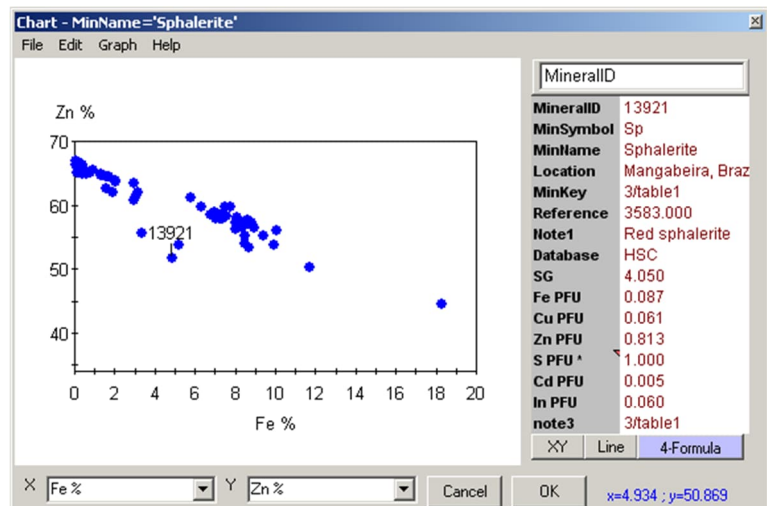 Chart - MinName='Sphalerite'
File Edit Graph Help
Zn %
70
60
50
40
13921
0 2 4 6 8 10 12 14 16 18 20
Fe %
MineralID
MineralID 13921
MinSymbol Sp
MinName Sphalerite
Location Mangabeira, Braz
MinKey 3/table1
Reference 3583.000
Note1 Red sphalerite
Database HSC
SG 4.050
Fe PFU 0.087
Cu PFU 0.061
Zn PFU 0.813
S PFU * 1.000
Cd PFU 0.005
In PFU 0.060
note3 3/table1
XY Line 4-Formula
X Fe % Y Zn % Cancel OK x=4.934 ; y=50.869